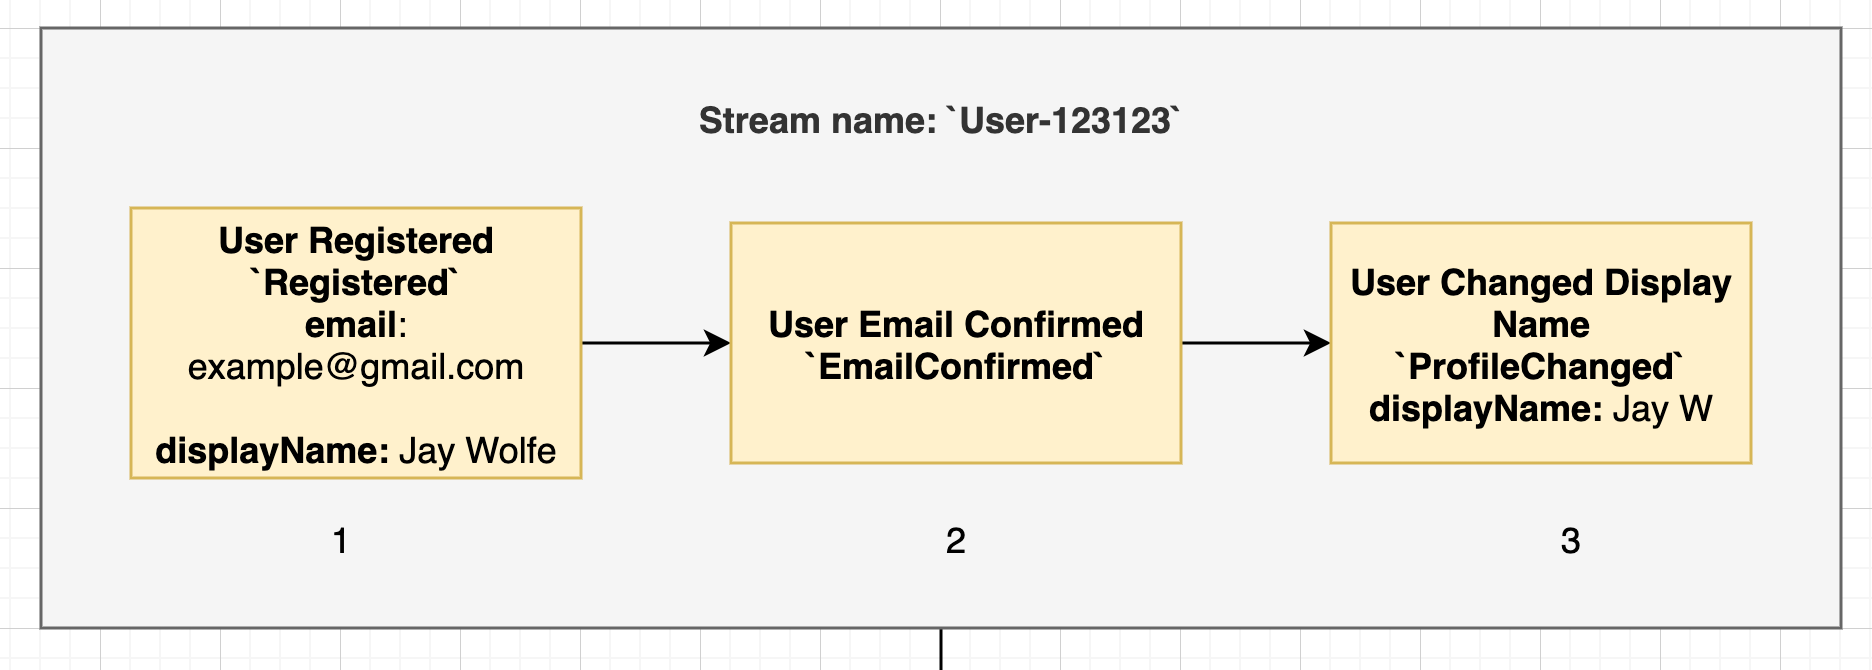 Stream name: `User-123123`
User Registered
`Registered`
email:
example@gmail.com
displayName: Jay Wolfe
User Email Confirmed
`EmailConfirmed`
User Changed Display
Name
`ProfileChanged`
displayName: Jay W
1
2
3